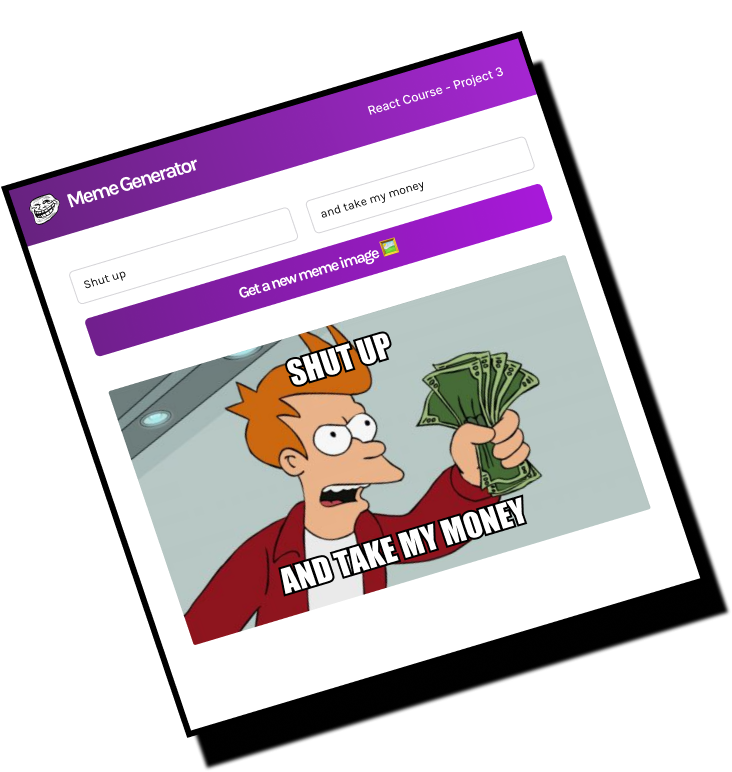 Meme Generator
React Course - Project 3
Shut up
and take my money
Get a new meme image
SHUT UP
AND TAKE MY MONEY